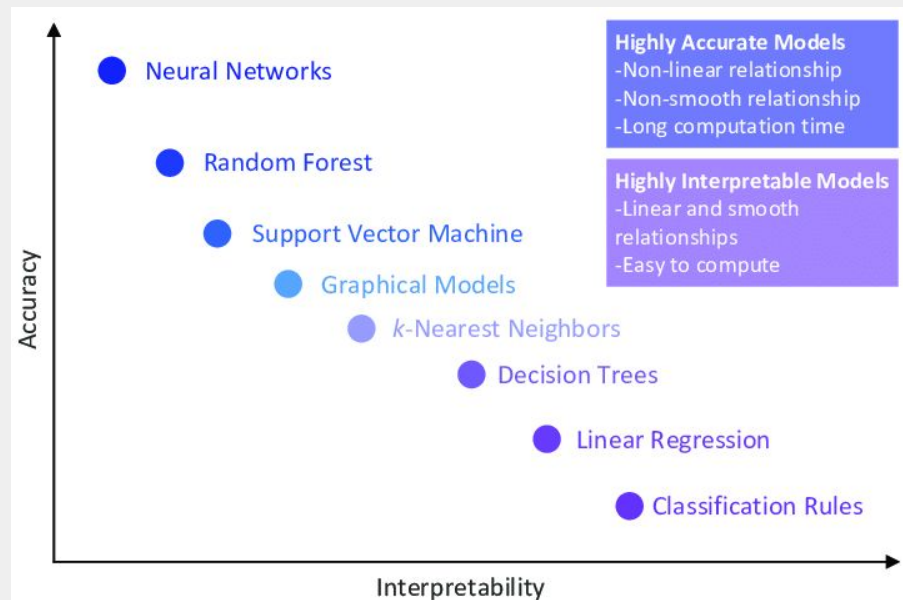 Highly Accurate Models
-Non-linear relationship
-Non-smooth relationship
-Long computation time
Highly Interpretable Models
-Linear and smooth
relationships
-Easy to compute
Neural Networks
Random Forest
Support Vector Machine
Graphical Models
k-Nearest Neighbors
Decision Trees
Linear Regression
Classification Rules
Accuracy
Interpretability